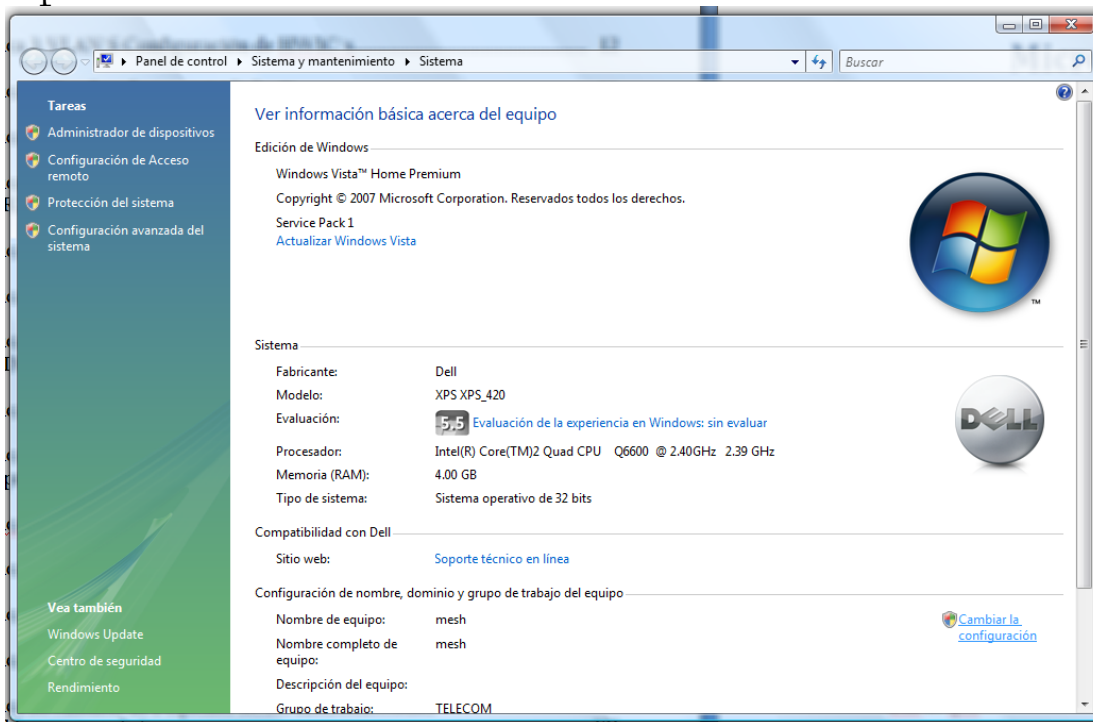 Panel de control ▸ Sistema y mantenimiento ▸ Sistema
Buscar
Tareas
Administrador de dispositivos
Configuración de Acceso
remoto
Protección del sistema
Configuración avanzada del
sistema
Vea también
Windows Update
Centro de seguridad
Rendimiento
Ver información básica acerca del equipo
Edición de Windows
Windows Vista™ Home Premium
Copyright © 2007 Microsoft Corporation. Reservados todos los derechos.
Service Pack 1
Actualizar Windows Vista
TM
Sistema
Fabricante: Dell
Modelo: XPS XPS_420
Evaluación: 5,5 Evaluación de la experiencia en Windows: sin evaluar
Procesador: Intel(R) Core(TM)2 Quad CPU Q6600 @ 2.40GHz 2.39 GHz
Memoria (RAM): 4.00 GB
Tipo de sistema: Sistema operativo de 32 bits
DELL
Compatibilidad con Dell
Sitio web: Soporte técnico en línea
Configuración de nombre, dominio y grupo de trabajo del equipo
Nombre de equipo: mesh
Cambiar la
configuración
Nombre completo de mesh
equipo:
Descripción del equipo:
Grupo de trabajo: TELECOM